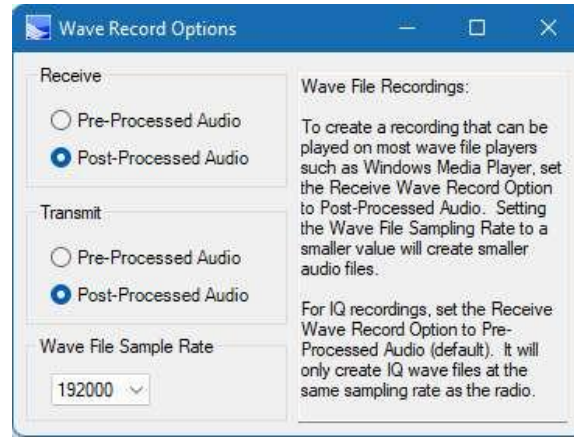 Wave Record Options
Receive
Pre-Processed Audio
Post-Processed Audio
Transmit
Pre-Processed Audio
Post-Processed Audio
Wave File Sample Rate
192000
Wave File Recordings:
To create a recording that can be
played on most wave file players
such as Windows Media Player, set
the Receive Wave Record Option
to Post-Processed Audio. Setting
the Wave File Sampling Rate to a
smaller value will create smaller
audio files.
For IQ recordings, set the Receive
Wave Record Option to Pre-
Processed Audio (default). It will
only create IQ wave files at the
same sampling rate as the radio.